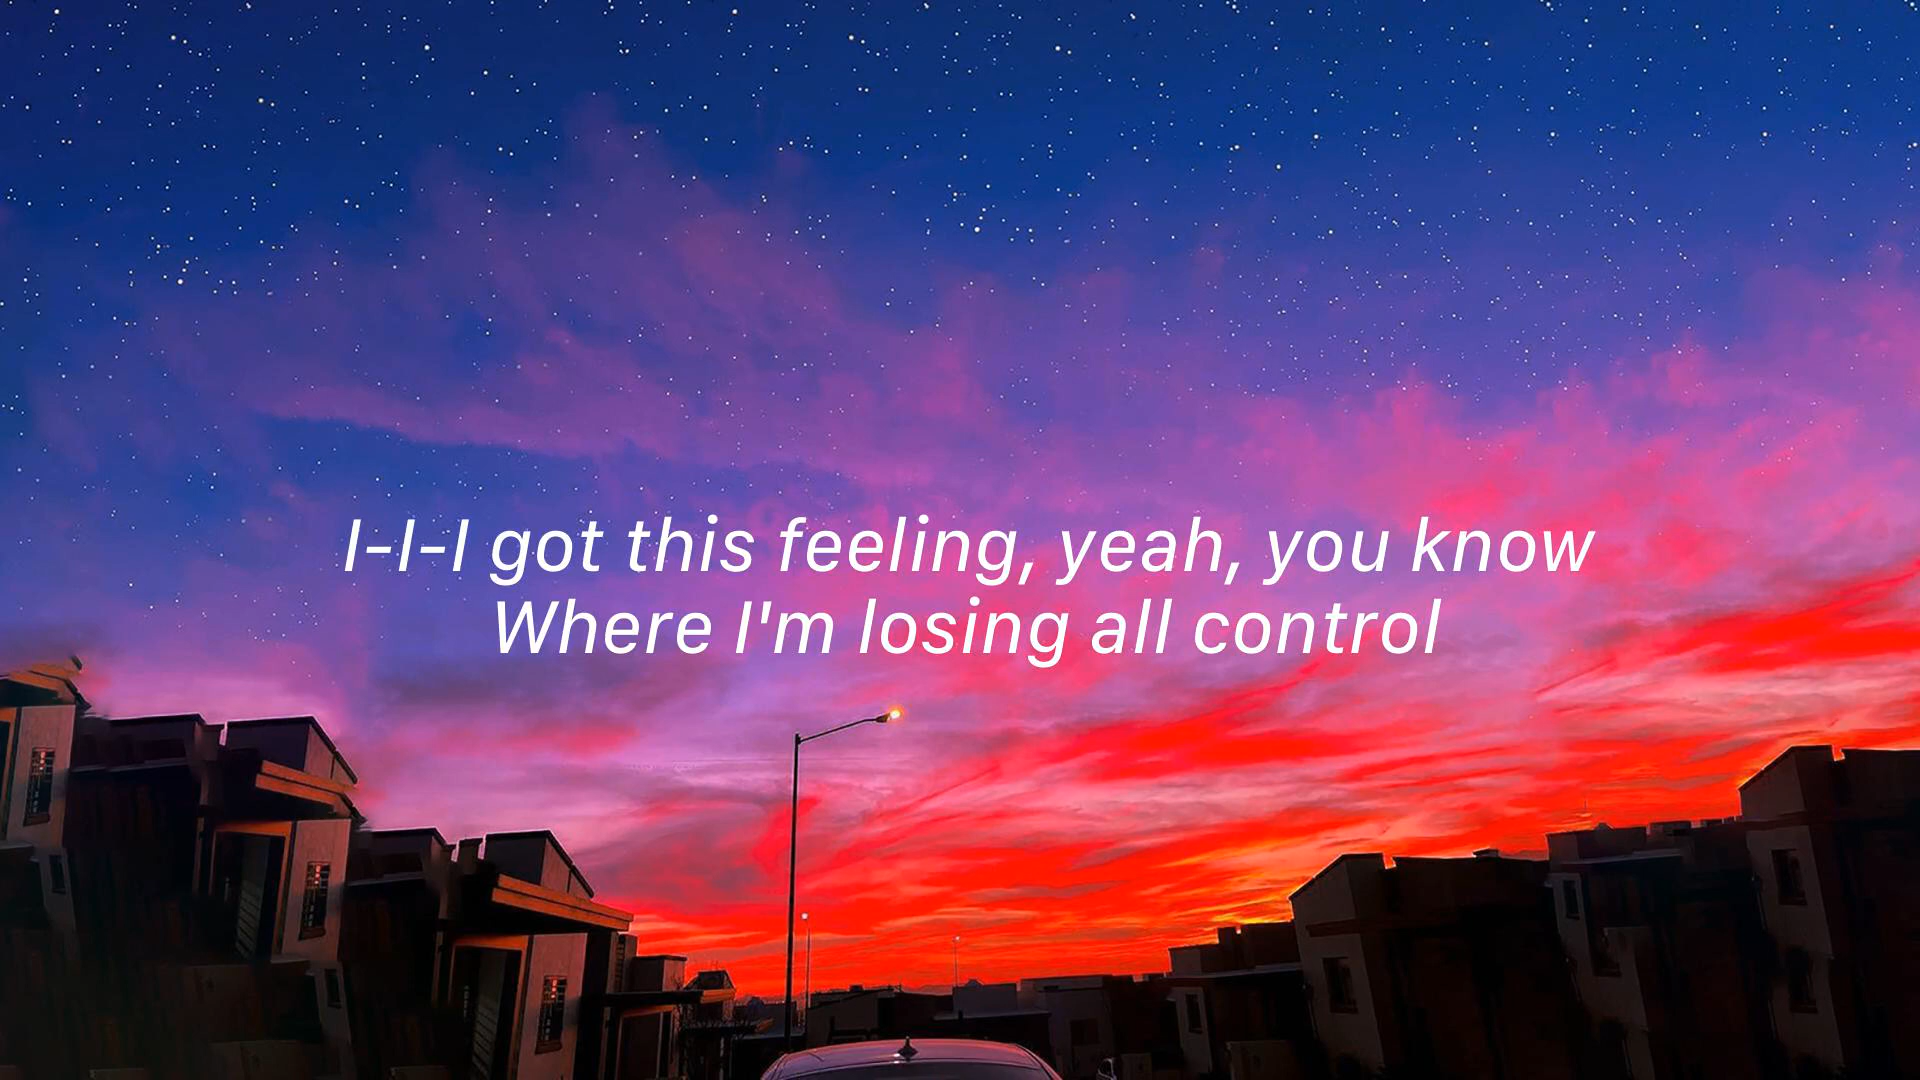 I-I-I got this feeling, yeah, you know
Where I'm losing all control